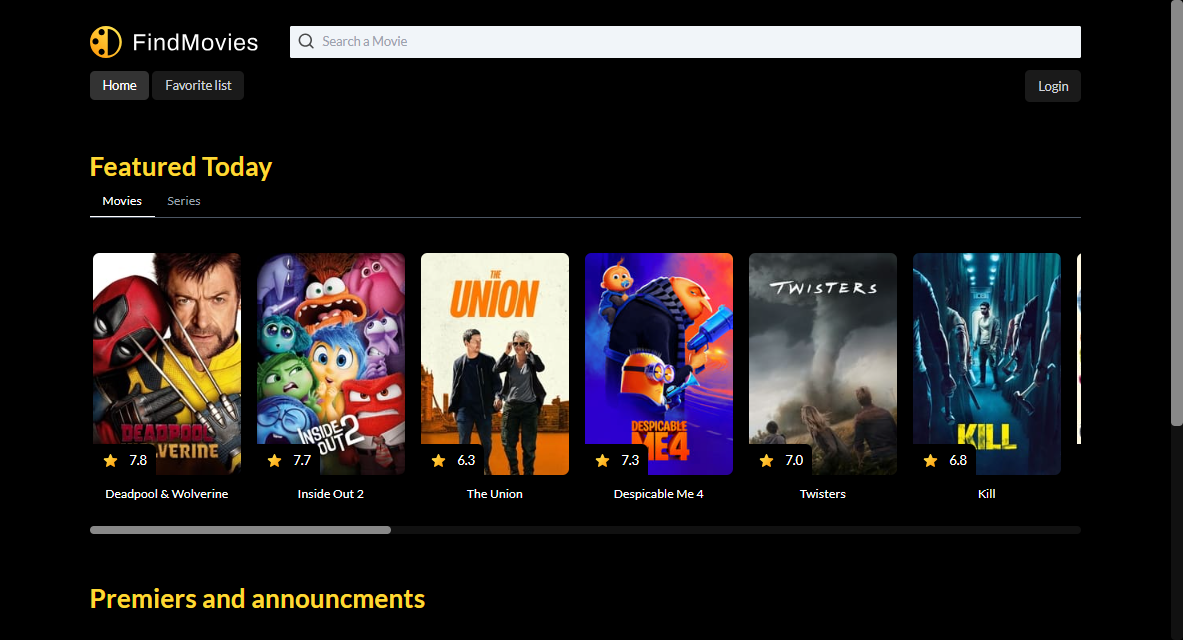 FindMovies
Search a Movie
Home
Favorite list
Login
Featured Today
Movies
Series
DEADPOOL
WOLVERINE
INSIDE OUT 2
THE UNION
DESPICABLE ME 4
TWISTERS
KILL
7.8
7.7
6.3
7.3
7.0
6.8
Deadpool & Wolverine
Inside Out 2
The Union
Despicable Me 4
Twisters
Kill
Premiers and announcments